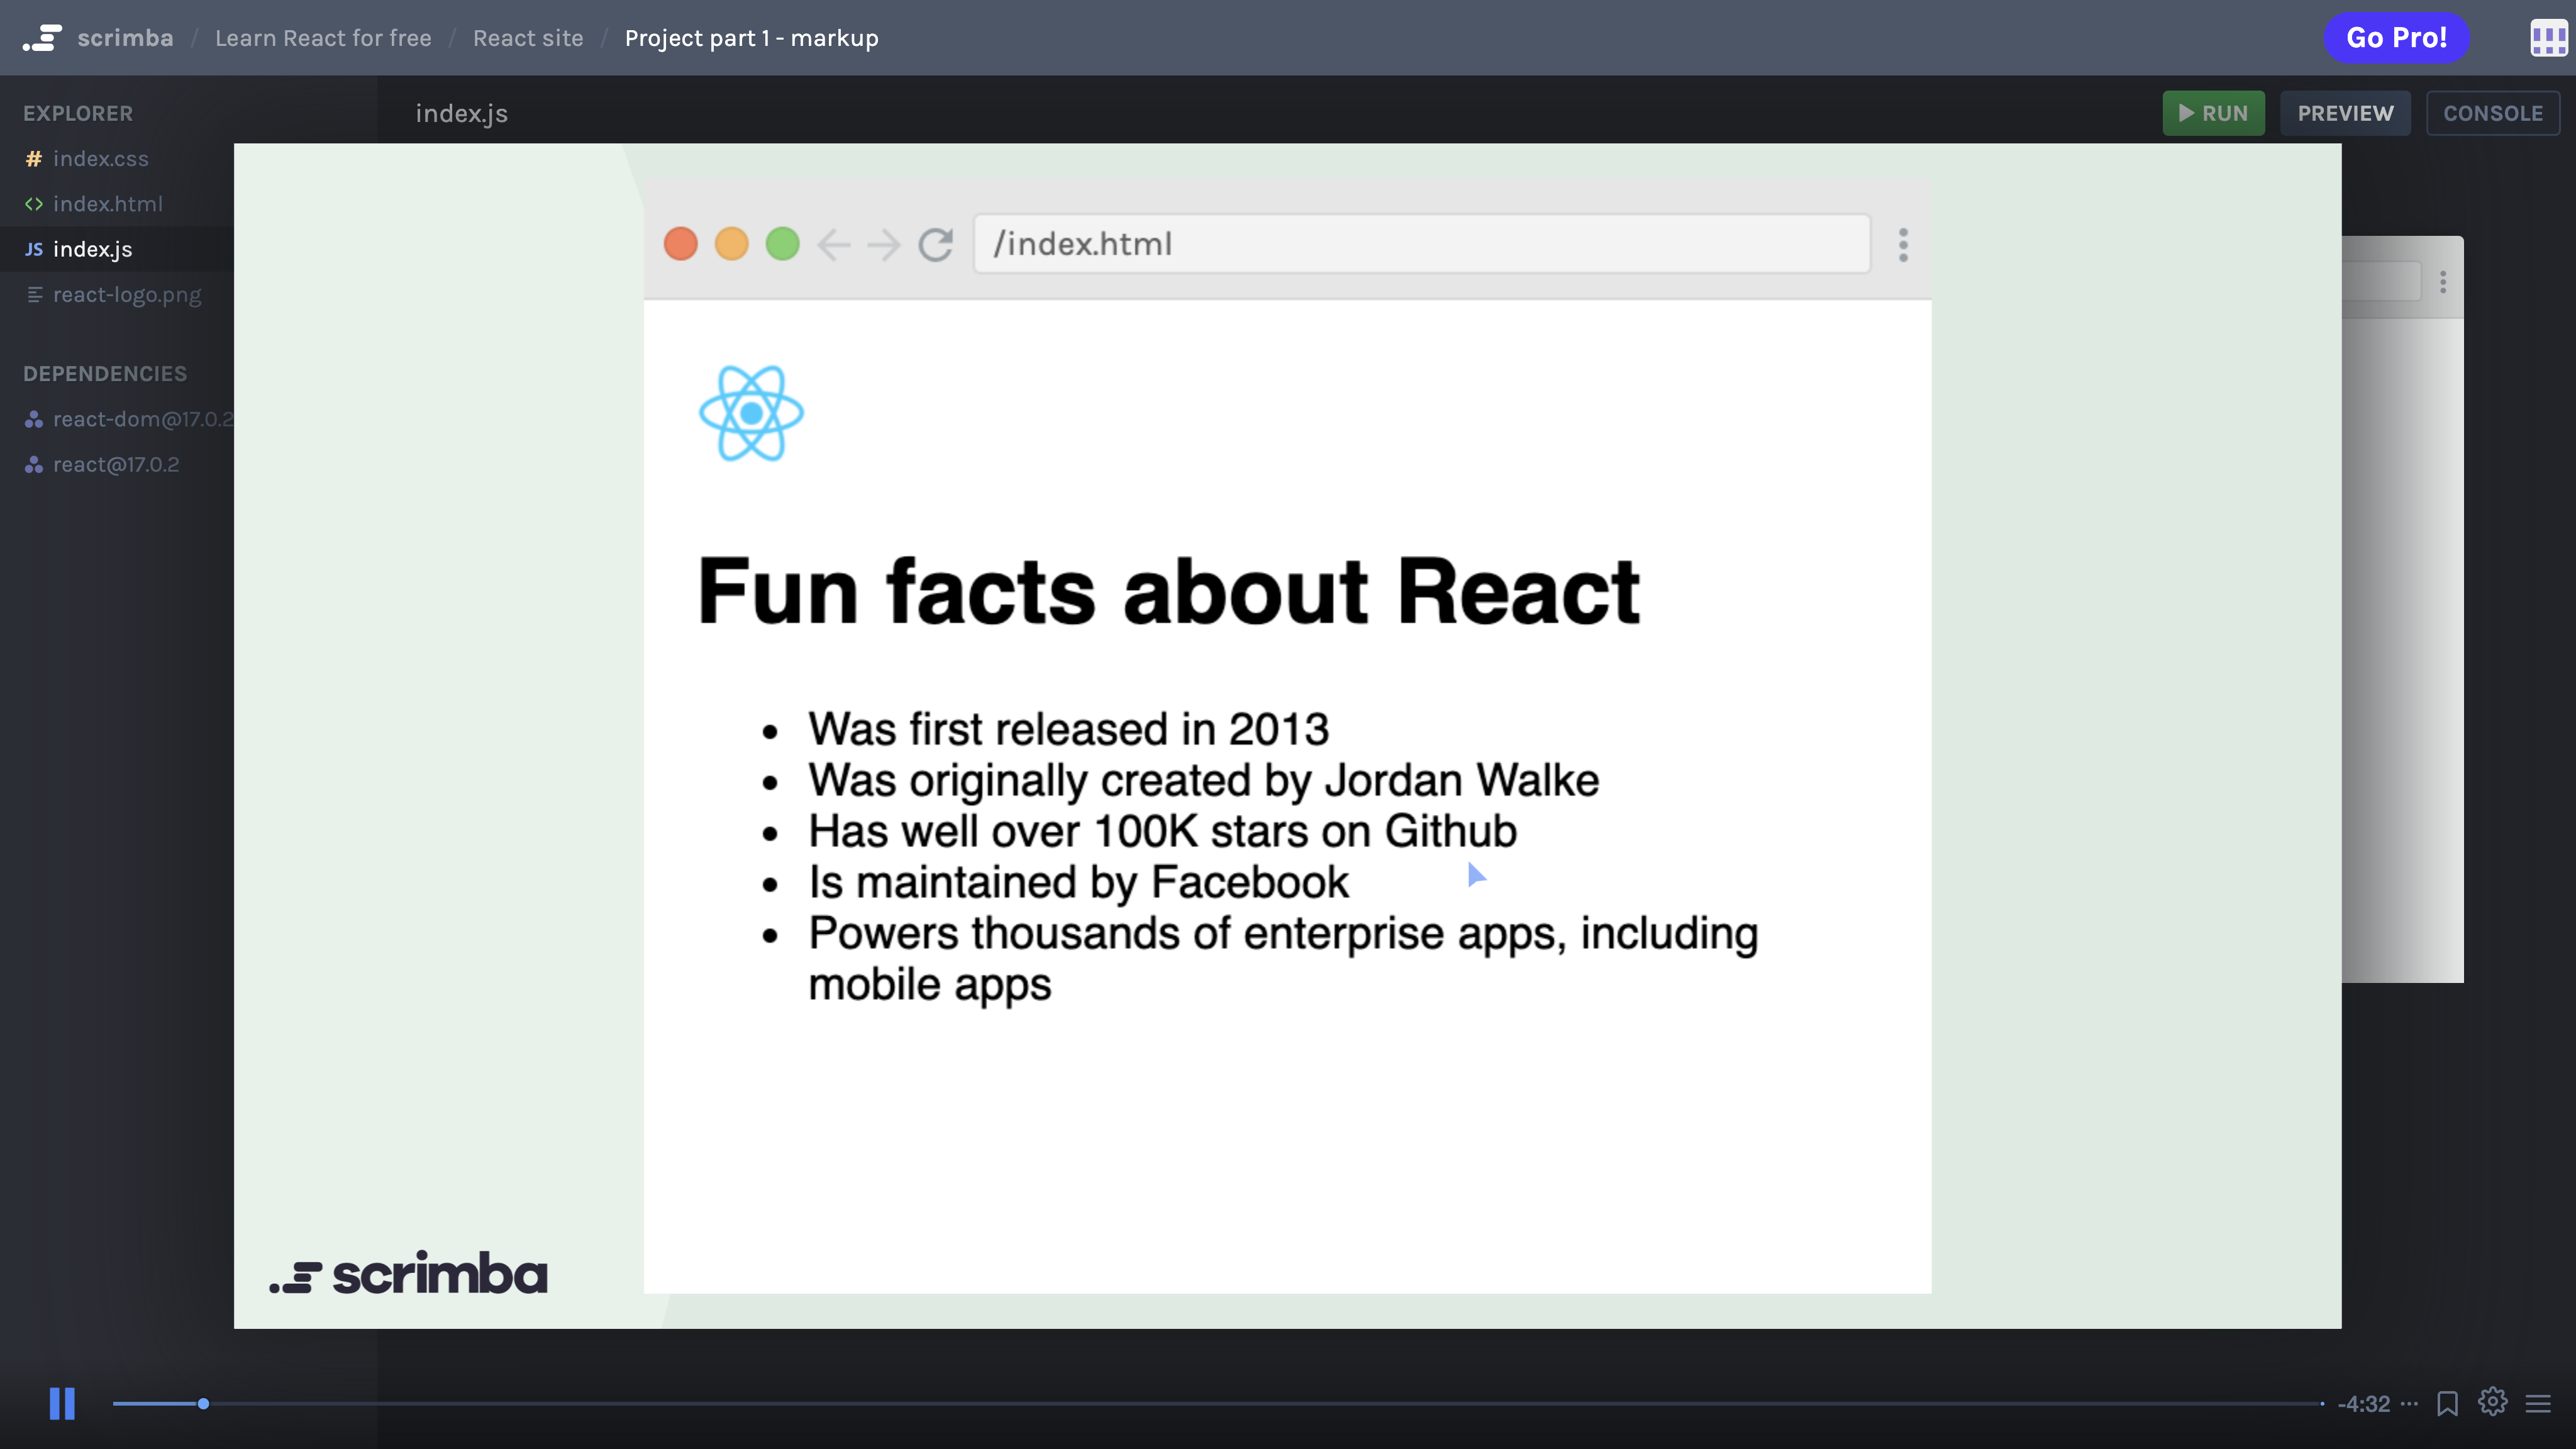 scrimba / Learn React for free / React site / Project part 1 - markup
Go Pro!
EXPLORER
index.js
RUN
PREVIEW
CONSOLE
# index.css
<> index.html
JS index.js
react-logo.png
DEPENDENCIES
react-dom@17.0.2
react@17.0.2
/index.html
Fun facts about React
• Was first released in 2013
• Was originally created by Jordan Walke
• Has well over 100K stars on Github
• Is maintained by Facebook
• Powers thousands of enterprise apps, including
mobile apps
scrimba
-4:32